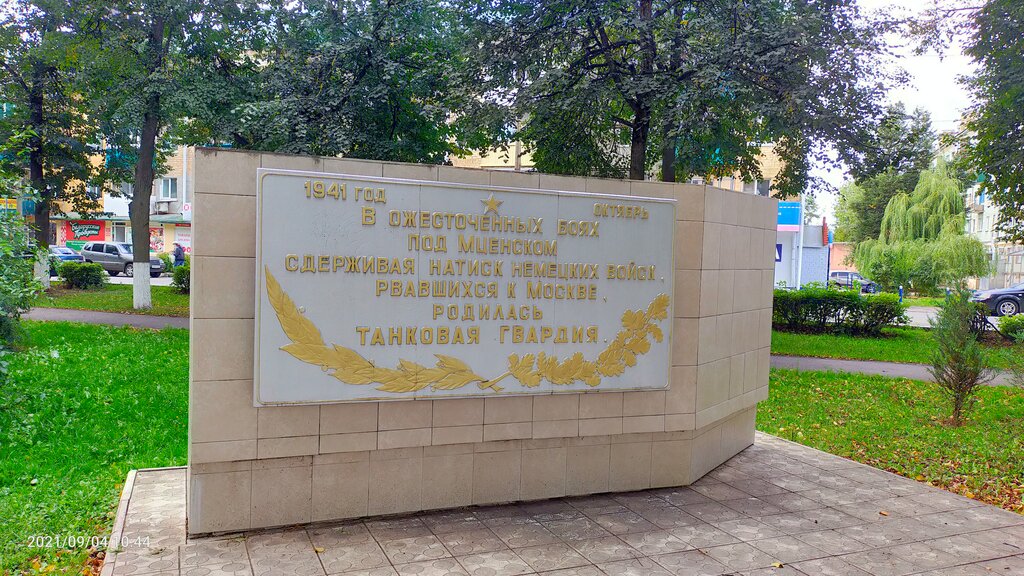 1941 год
ОКТЯБРЬ
В ОЖЕСТОЧЕННЫХ БОЯХ
ПОД МЦЕНСКОМ
СДЕРЖИВАЯ НАТИСК НЕМЕЦКИХ ВОЙСК,
РВАВШИХСЯ К МОСКВЕ,
РОДИЛАСЬ
ТАНКОВАЯ ГВАРДИЯ.
2021/09/04 10:44